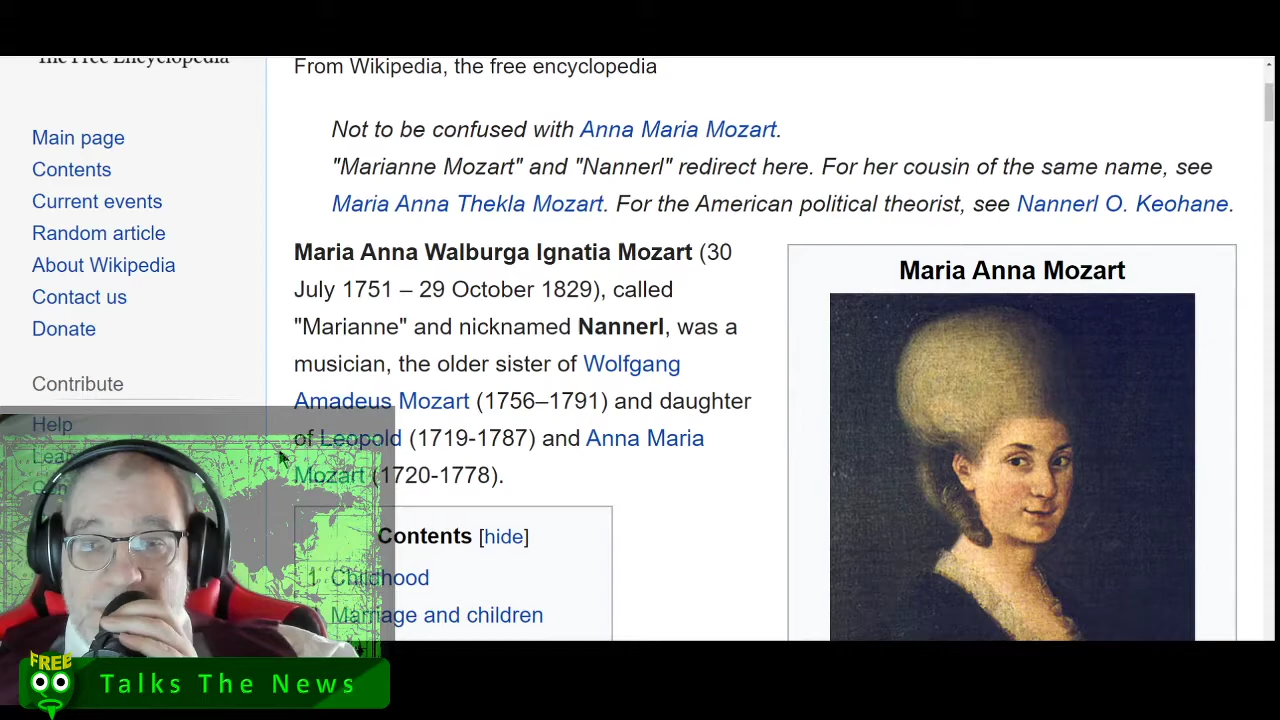 The Free Encyclopedia
Main page
Contents
Current events
Random article
About Wikipedia
Contact us
Donate
Contribute
Help
From Wikipedia, the free encyclopedia
Not to be confused with Anna Maria Mozart.
"Marianne Mozart" and "Nannerl" redirect here. For her cousin of the same name, see
Maria Anna Thekla Mozart. For the American political theorist, see Nannerl O. Keohane.
Maria Anna Walburga Ignatia Mozart (30
July 1751 – 29 October 1829), called
"Marianne" and nicknamed Nannerl, was a
musician, the older sister of Wolfgang
Amadeus Mozart (1756–1791) and daughter
of Leopold (1719-1787) and Anna Maria
Mozart (1720-1778).
Contents [hide]
1 Childhood
Marriage and children
Maria Anna Mozart
FREE
Talks The News